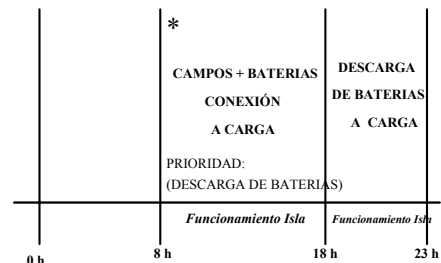 *
CAMPOS + BATERIAS
CONEXIÓN
A CARGA
PRIORIDAD:
(DESCARGA DE BATERIAS)
DESCARGA
DE BATERIAS
A CARGA
Funcionamiento Isla
Funcionamiento Isla
0 h
8 h
18 h
23 h